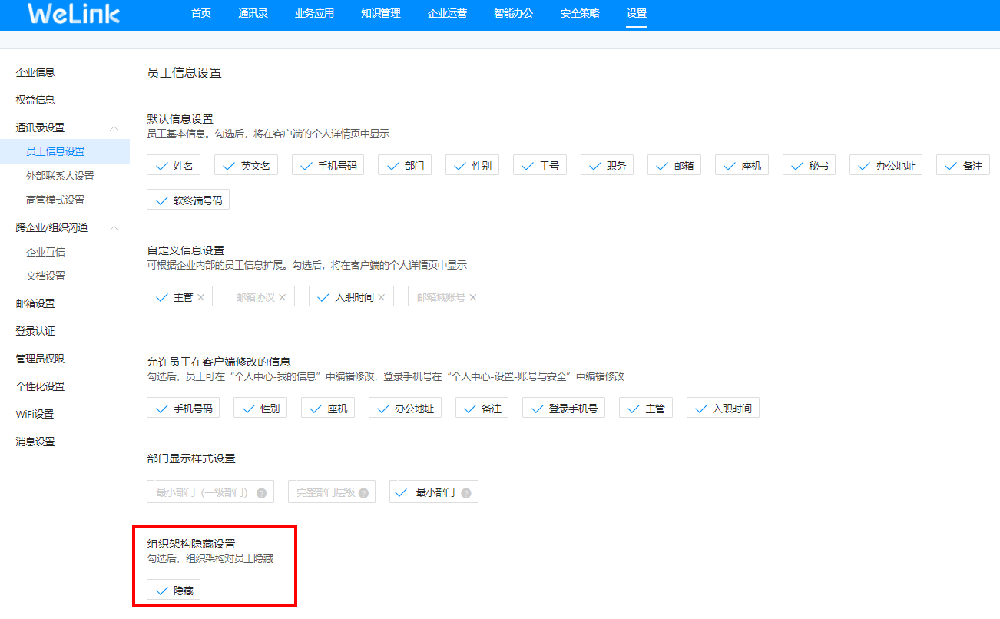 WeLink 首页 通讯录 业务应用 知识管理 企业运营 智能办公 安全策略 设置
企业信息
权益信息
通讯录设置
员工信息设置
外部联系人设置
高管模式设置
跨企业/组织沟通
企业互信
文档设置
邮箱设置
登录认证
管理员权限
个性化设置
WiFi设置
消息设置
员工信息设置
默认信息设置
员工基本信息。勾选后，将在客户端的个人详情页中显示
姓名 英文名 手机号码 部门 性别 工号 职务 邮箱 座机 秘书 办公地址 备注
软终端号码
自定义信息设置
可根据企业内部的员工信息扩展。勾选后，将在客户端的个人详情页中显示
主管 邮箱协议 入职时间 邮箱域账号
允许员工在客户端修改的信息
勾选后，员工可在“个人中心-我的信息”中编辑修改，登录手机号在“个人中心-设置-账号与安全”中编辑修改
手机号码 性别 座机 办公地址 备注 登录手机号 主管 入职时间
部门显示样式设置
最小部门（一级部门） ? 完整部门层级 ? 最小部门 ?
组织架构隐藏设置
勾选后，组织架构对员工隐藏
隐藏